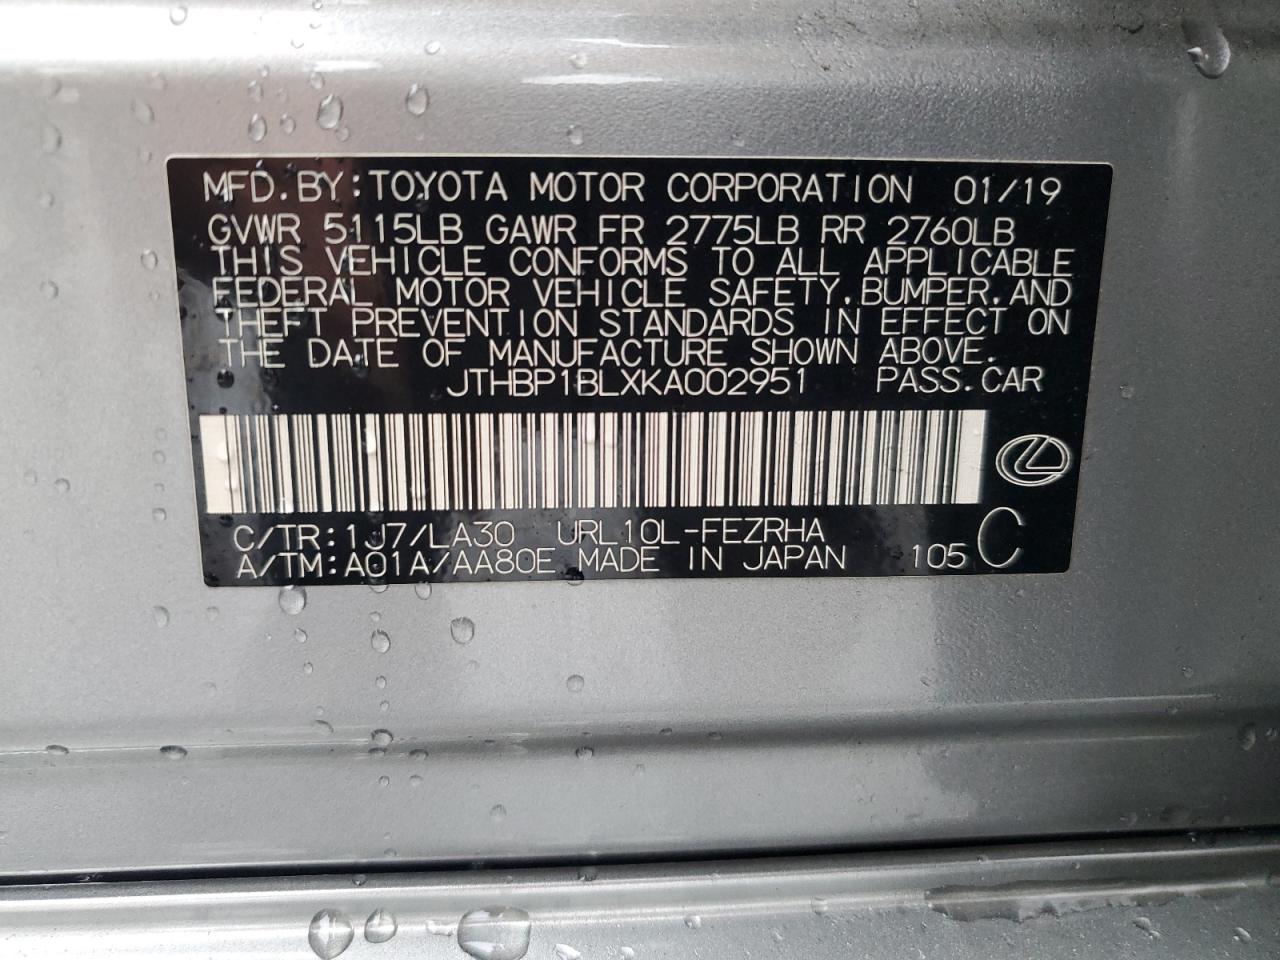 MFD.BY:TOYOTA MOTOR CORPORATION 01/19
GVWR 5115LB GAWR FR 2775LB RR 2760LB
THIS VEHICLE CONFORMS TO ALL APPLICABLE
FEDERAL MOTOR VEHICLE SAFETY,BUMPER,AND
THEFT PREVENTION STANDARDS IN EFFECT ON
THE DATE OF MANUFACTURE SHOWN ABOVE.
JTHBP1BLXKA002951 PASS.CAR
C/TR:1J7/LA30 URL10L-FEZRHA
A/TM:A01A/AA80E MADE IN JAPAN 105 C